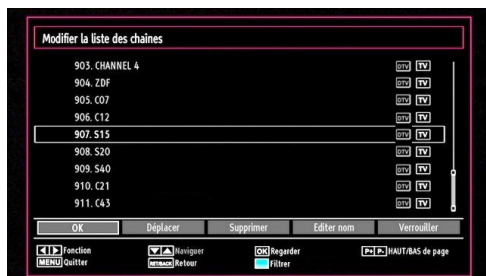 Modifier la liste des chaînes
903. CHANNEL 4 DTV TV
904. ZDF DTV TV
905. C07 DTV TV
906. C12 DTV TV
907. S15 DTV TV
908. S20 DTV TV
909. S40 DTV TV
910. C21 DTV TV
911. C43 DTV TV
OK Déplacer Supprimer Editer nom Verrouiller
Fonction Naviguer OK Regarder P+ P- HAUT/BAS de page
MENU Quitter RET/BACK Retour Filtrer